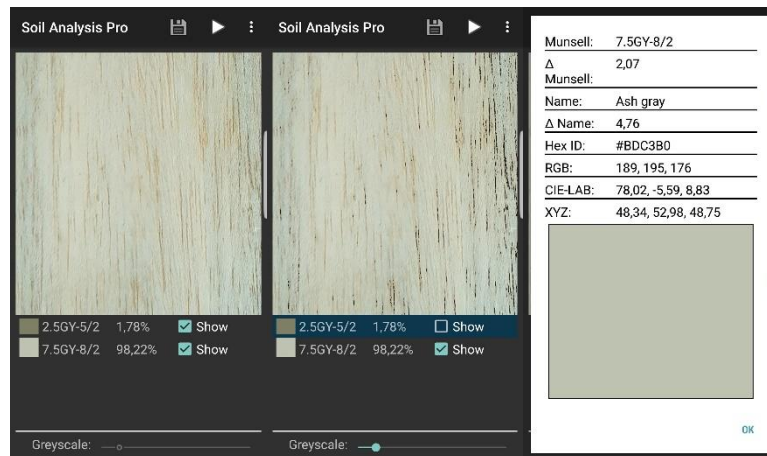 Soil Analysis Pro
2.5GY-5/2 1,78% Show
7.5GY-8/2 98,22% Show
Greyscale:
Soil Analysis Pro
2.5GY-5/2 1,78% Show
7.5GY-8/2 98,22% Show
Greyscale:
Munsell: 7.5GY-8/2
Δ 2,07
Munsell:
Name: Ash gray
Δ Name: 4,76
Hex ID: #BDC3B0
RGB: 189, 195, 176
CIE-LAB: 78,02, -5,59, 8,83
XYZ: 48,34, 52,98, 48,75
OK